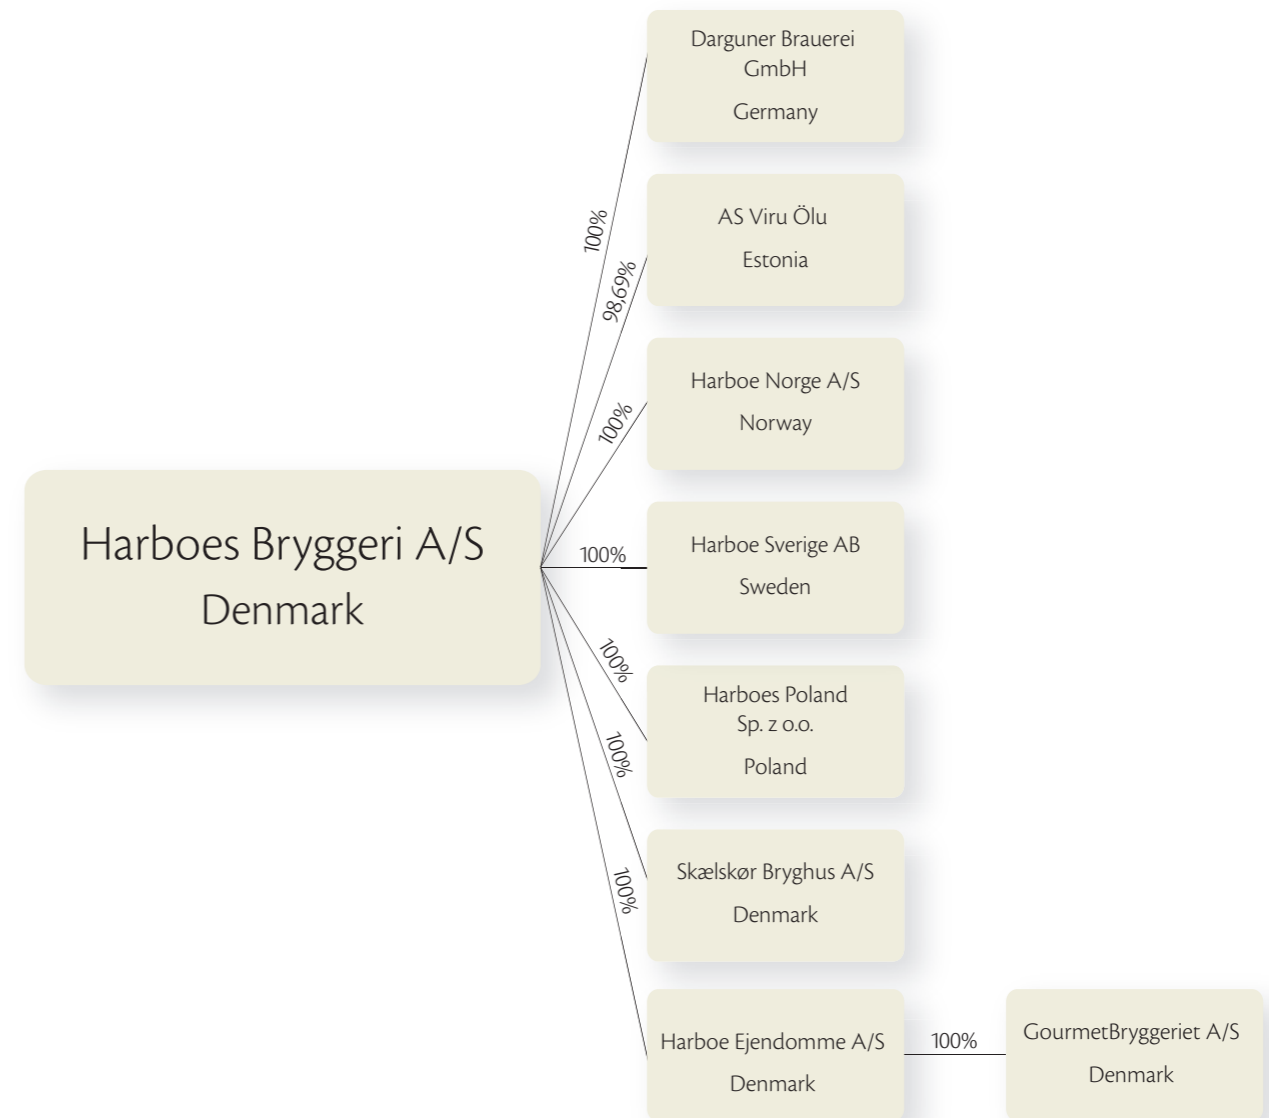 Darguner Brauerei
GmbH
Germany
100%
AS Viru Ölu
Estonia
98,69%
Harboe Norge A/S
Norway
100%
Harboes Bryggeri A/S
Denmark
100%
Harboe Sverige AB
Sweden
100%
Harboes Poland
Sp. z o.o.
Poland
100%
Skælskør Bryghus A/S
Denmark
100%
Harboe Ejendomme A/S
Denmark
100%
GourmetBryggeriet A/S
Denmark